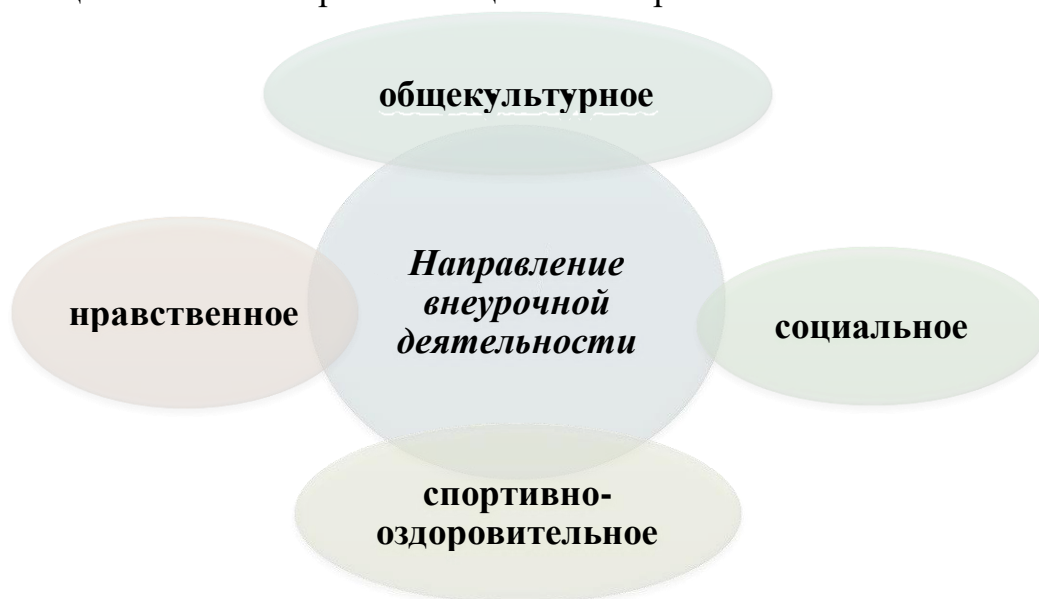 общекультурное
Направление
внеурочной
деятельности
нравственное
социальное
спортивно-
оздоровительное